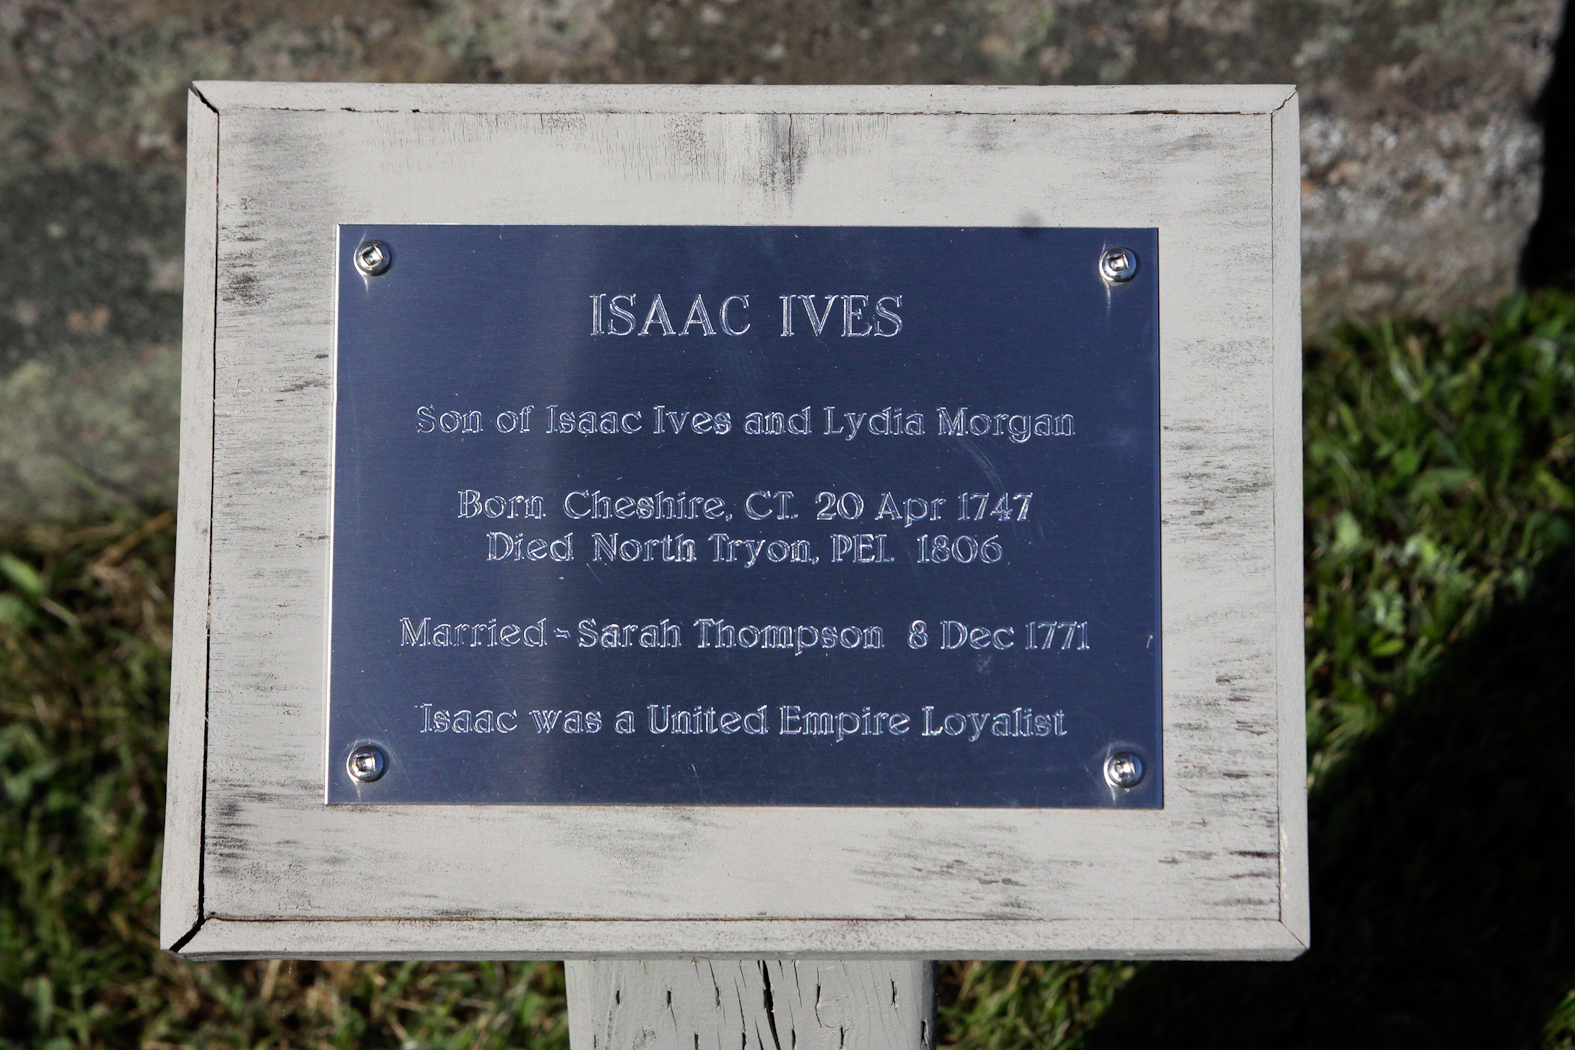 ISAAC IVES
Son of Isaac Ives and Lydia Morgan
Born Cheshire, CT. 20 Apr 1747
Died North Tryon, PEI. 1806
Married - Sarah Thompson 8 Dec 1771
Isaac was a United Empire Loyalist